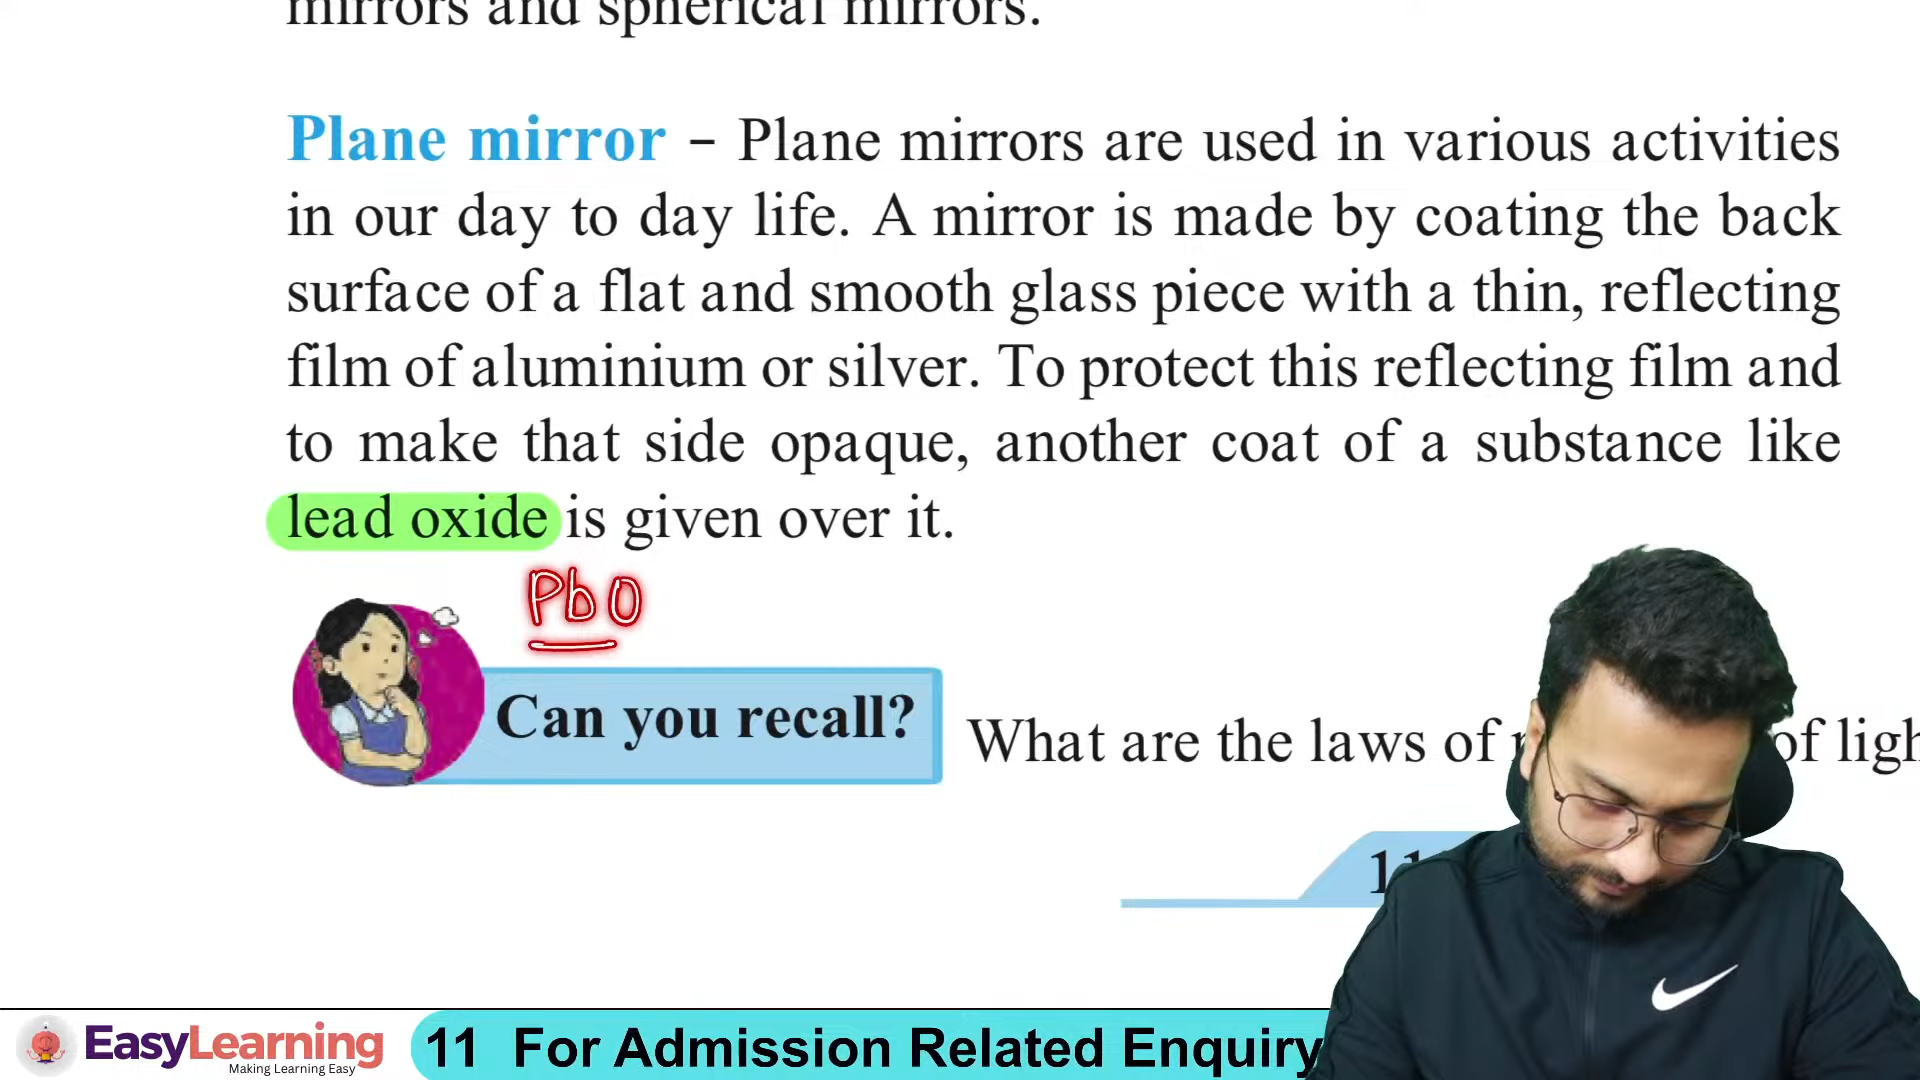 mirrors and spherical mirrors.
Plane mirror – Plane mirrors are used in various activities
in our day to day life. A mirror is made by coating the back
surface of a flat and smooth glass piece with a thin, reflecting
film of aluminium or silver. To protect this reflecting film and
to make that side opaque, another coat of a substance like
lead oxide is given over it.
PbO
Can you recall?
What are the laws of
of
EasyLearning
Making Learning Easy
11 For Admission Related Enquiry